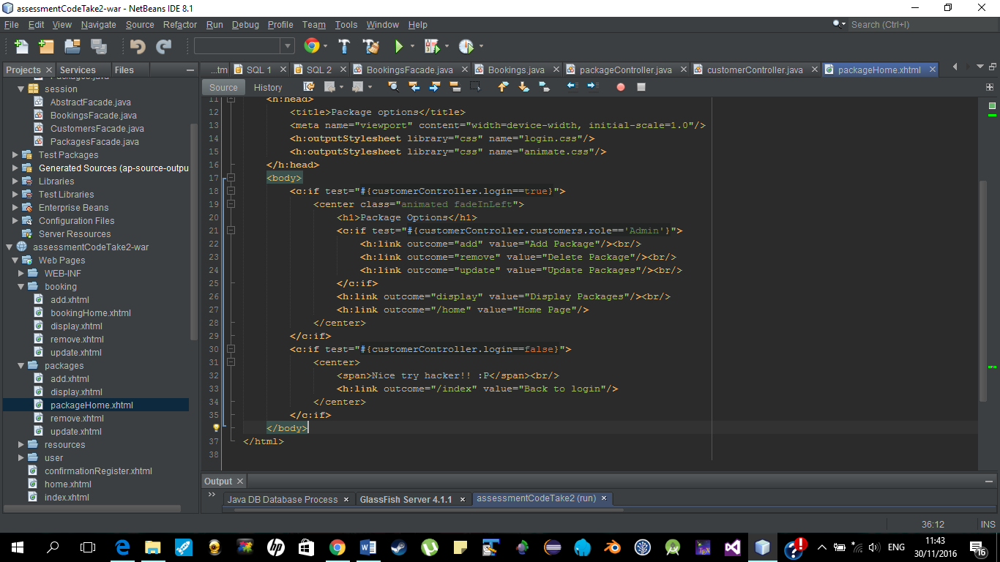 assessmentCodeTake2-war - NetBeans IDE 8.1
File Edit View Navigate Source Refactor Run Debug Profile Team Tools Window Help
Search (Ctrl+I)
Projects Services Files
...tm SQL 1 SQL 2 BookingsFacade.java Bookings.java packageController.java customerController.java packageHome.xhtml
Source History
Packages.java
session
AbstractFacade.java
BookingsFacade.java
CustomersFacade.java
PackagesFacade.java
Test Packages
Generated Sources (ap-source-outpu
Libraries
Test Libraries
Enterprise Beans
Configuration Files
Server Resources
assessmentCodeTake2-war
Web Pages
WEB-INF
booking
add.xhtml
bookingHome.xhtml
display.xhtml
remove.xhtml
update.xhtml
packages
add.xhtml
display.xhtml
packageHome.xhtml
remove.xhtml
update.xhtml
resources
user
confirmationRegister.xhtml
home.xhtml
index.xhtml
11 <h:head>
12 <title>Package options</title>
13 <meta name="viewport" content="width=device-width, initial-scale=1.0"/>
14 <h:outputStylesheet library="css" name="login.css"/>
15 <h:outputStylesheet library="css" name="animate.css"/>
16 </h:head>
17 <body>
18 <c:if test="#{customerController.login==true}">
19 <center class="animated fadeInLeft">
20 <h1>Package Options</h1>
21 <c:if test="#{customerController.customers.role=='Admin'}">
22 <h:link outcome="add" value="Add Package"/><br/>
23 <h:link outcome="remove" value="Delete Package"/><br/>
24 <h:link outcome="update" value="Update Packages"/><br/>
25 </c:if>
26 <h:link outcome="display" value="Display Packages"/><br/>
27 <h:link outcome="/home" value="Home Page"/>
28 </center>
29 </c:if>
30 <c:if test="#{customerController.login==false}">
31 <center>
32 <span>Nice try hacker!! :P</span><br/>
33 <h:link outcome="/index" value="Back to login"/>
34 </center>
35 </c:if>
</body>
37 </html>
38
Output
Java DB Database Process GlassFish Server 4.1.1 assessmentCodeTake2 (run)
36:12 INS
ENG
11:43
30/11/2016
16